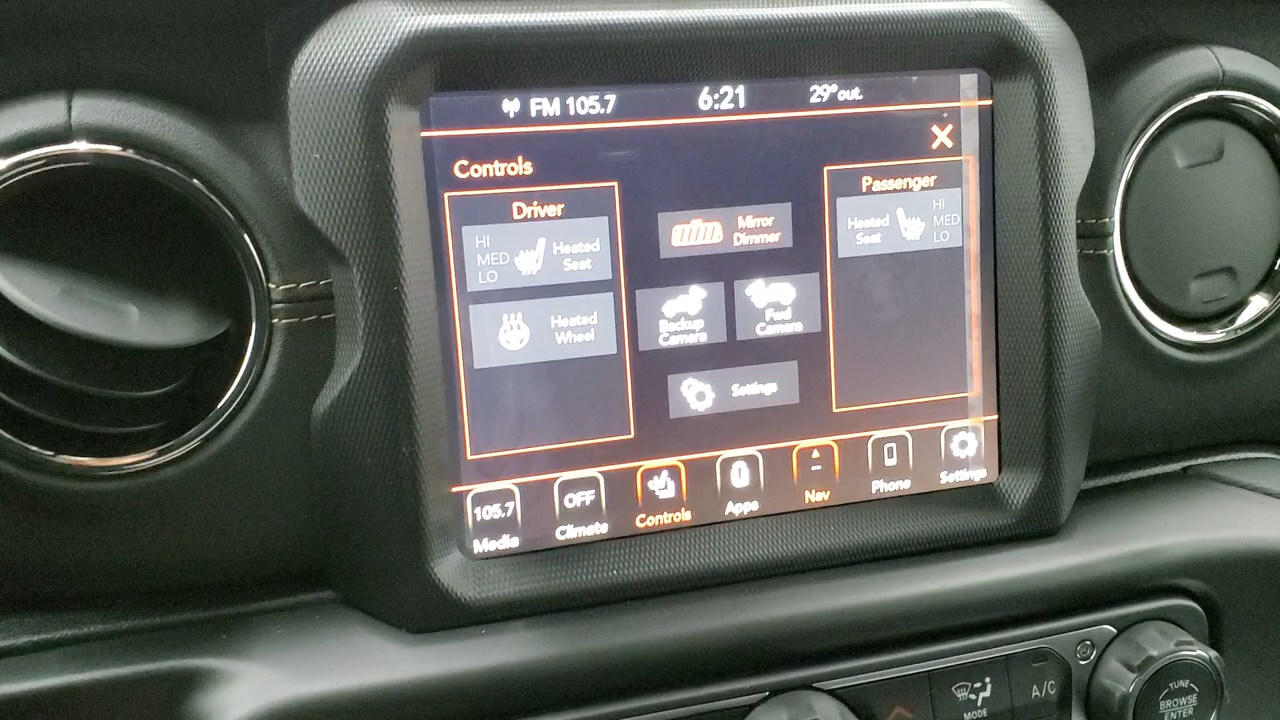 FM 105.7
6:21
29° out.
Controls
Driver
HI
MED
LO
Heated
Seat
Heated
Wheel
Mirror
Dimmer
Backup
Camera
Fwd
Camera
Settings
Passenger
Heated
Seat
HI
MED
LO
105.7
Media
OFF
Climate
Controls
Apps
Nav
Phone
Settings
MODE
A/C
TUNE
BROWSE
ENTER